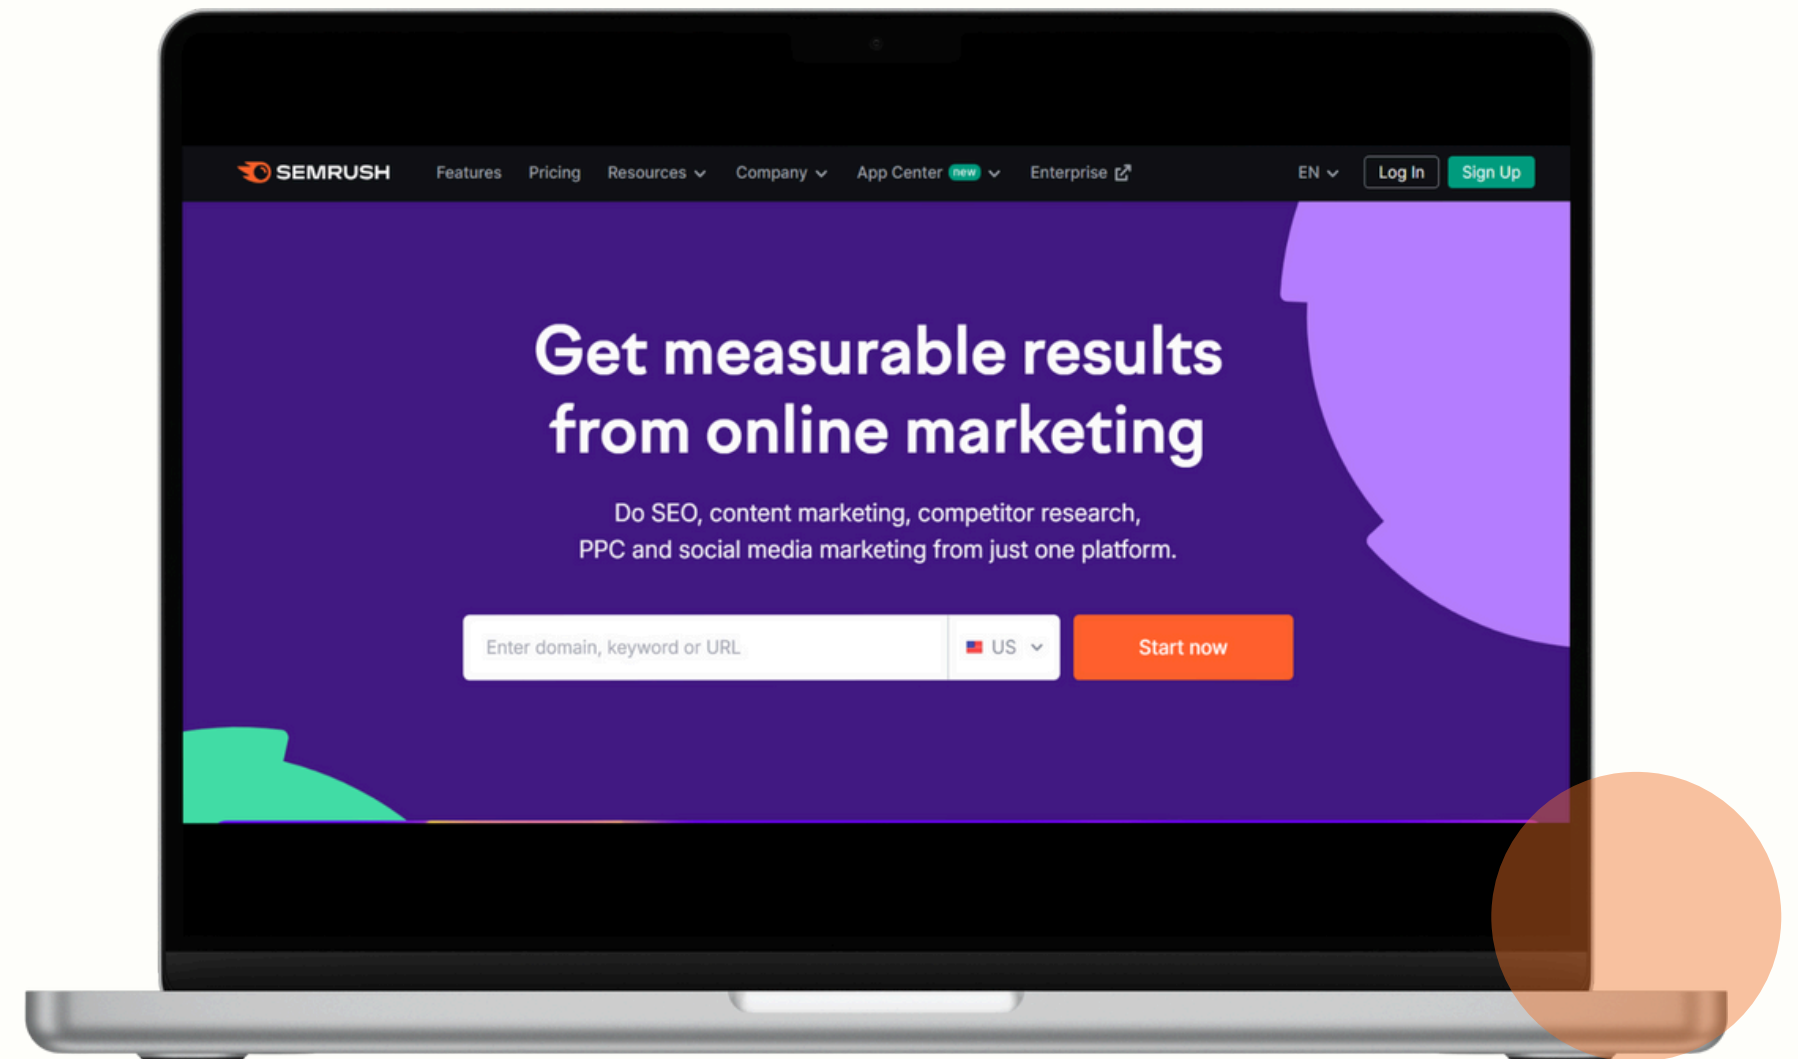 SEMRUSH Features Pricing Resources Company App Center new Enterprise EN Log In Sign Up
Get measurable results
from online marketing
Do SEO, content marketing, competitor research,
PPC and social media marketing from just one platform.
Enter domain, keyword or URL US Start now